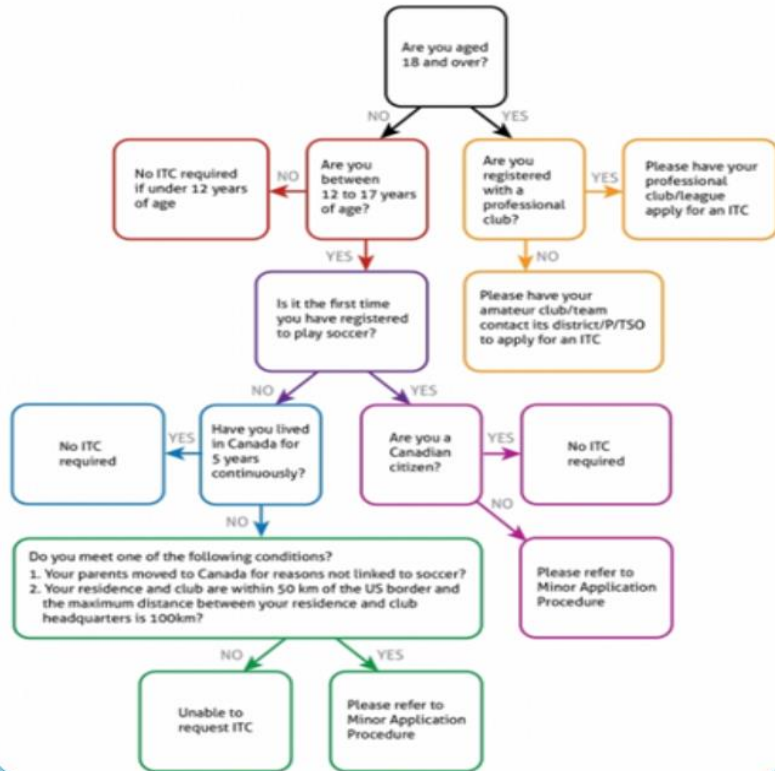 Are you aged
18 and over?
NO
YES
No ITC required
if under 12 years
of age
NO
Are you
between
12 to 17 years
of age?
Are you
registered
with a
professional
club?
YES
Please have your
professional
club/league
apply for an ITC
YES
NO
Is it the first time
you have registered
to play soccer?
Please have your
amateur club/team
contact its district/P/TSO
to apply for an ITC
NO
YES
No ITC
required
YES
Have you lived
in Canada for
5 years
continuously?
Are you a
Canadian
citizen?
YES
No ITC
required
NO
NO
Do you meet one of the following conditions?
1. Your parents moved to Canada for reasons not linked to soccer?
2. Your residence and club are within 50 km of the US border and
the maximum distance between your residence and club
headquarters is 100km?
Please refer to
Minor Application
Procedure
NO
YES
Unable to
request ITC
Please refer to
Minor Application
Procedure